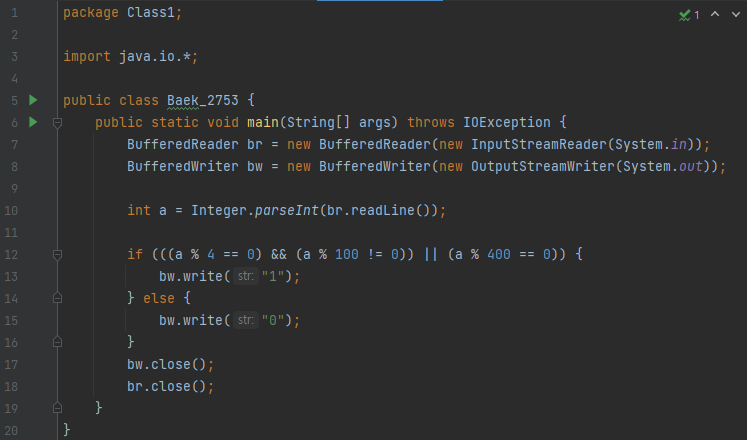 1 package Class1;
2
3 import java.io.*;
4
5 public class Baek_2753 {
6 public static void main(String[] args) throws IOException {
7 BufferedReader br = new BufferedReader(new InputStreamReader(System.in));
8 BufferedWriter bw = new BufferedWriter(new OutputStreamWriter(System.out));
9
10 int a = Integer.parseInt(br.readLine());
11
12 if (((a % 4 == 0) && (a % 100 != 0)) || (a % 400 == 0)) {
13 bw.write( str: "1");
14 } else {
15 bw.write( str: "0");
16 }
17 bw.close();
18 br.close();
19 }
20 }
1